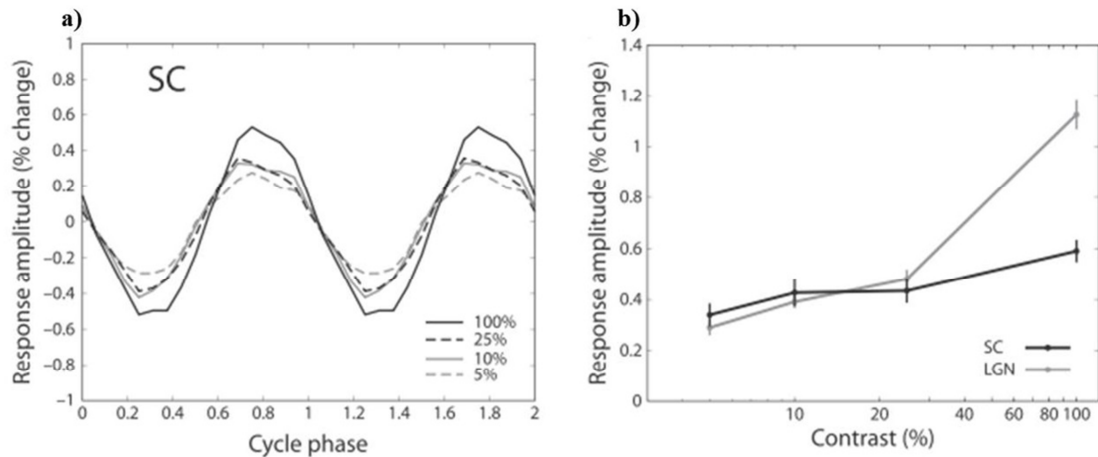 a)
SC
Response amplitude (% change)
1
0.8
0.6
0.4
0.2
0
−0.2
−0.4
−0.6
−0.8
−1
0 0.2 0.4 0.6 0.8 1 1.2 1.4 1.6 1.8 2
Cycle phase
100%
25%
10%
5%
b)
Response amplitude (% change)
1.4
1.2
1
0.8
0.6
0.4
0.2
0
10 20 40 60 80 100
Contrast (%)
SC
LGN